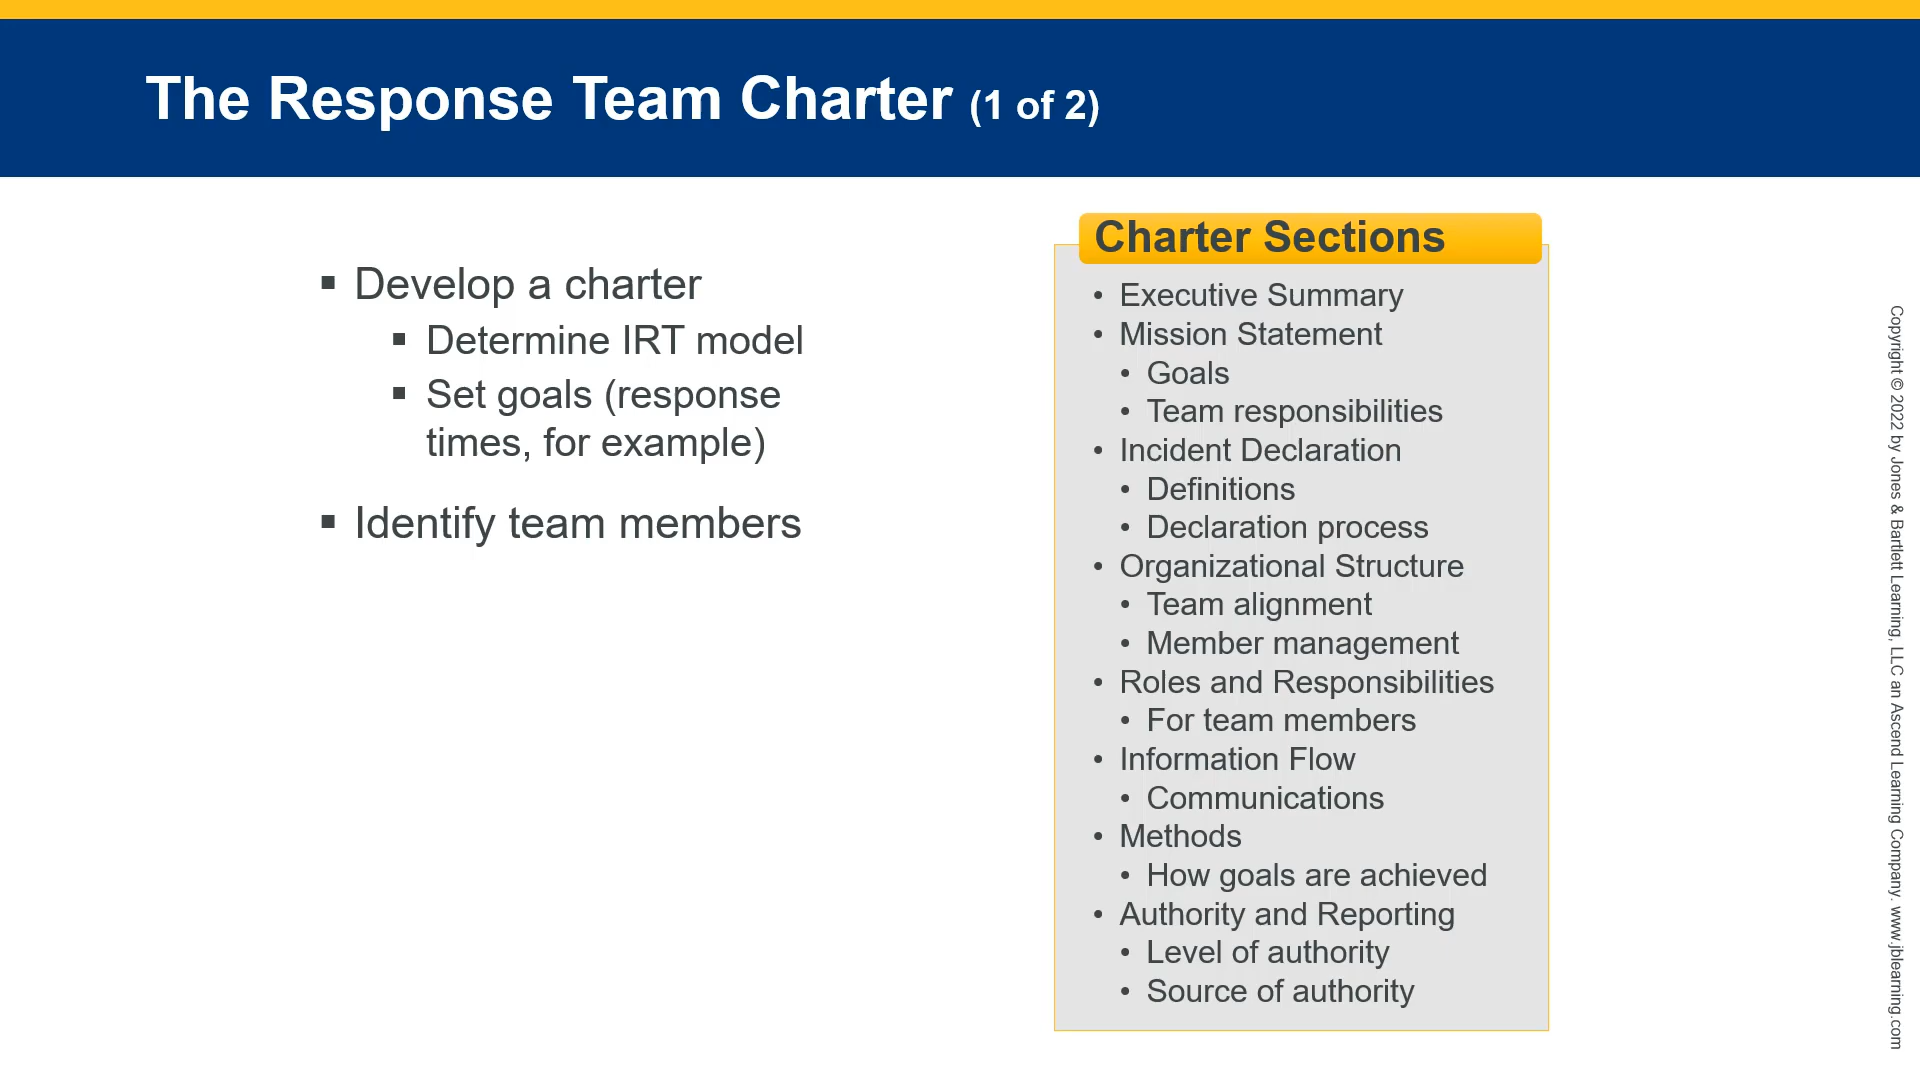 The Response Team Charter (1 of 2)
▪ Develop a charter
▪ Determine IRT model
▪ Set goals (response
times, for example)
▪ Identify team members
Charter Sections
• Executive Summary
• Mission Statement
• Goals
• Team responsibilities
• Incident Declaration
• Definitions
• Declaration process
• Organizational Structure
• Team alignment
• Member management
• Roles and Responsibilities
• For team members
• Information Flow
• Communications
• Methods
• How goals are achieved
• Authority and Reporting
• Level of authority
• Source of authority
Copyright © 2022 by Jones & Bartlett Learning, LLC an Ascend Learning Company. www.jblearning.com